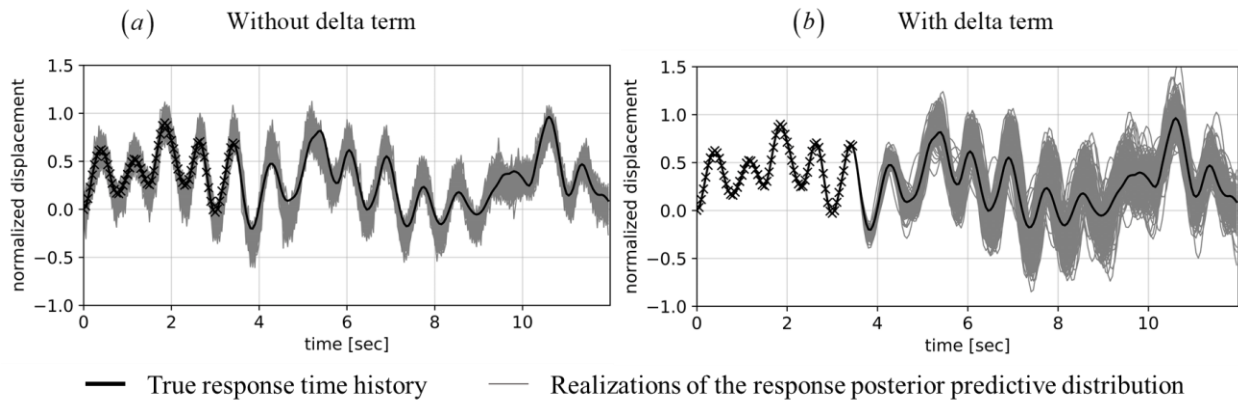 (a) Without delta term
(b) With delta term
normalized displacement
1.5
1.0
0.5
0.0
−0.5
−1.0
0 2 4 6 8 10
time [sec]
normalized displacement
1.5
1.0
0.5
0.0
−0.5
−1.0
0 2 4 6 8 10
time [sec]
True response time history
Realizations of the response posterior predictive distribution